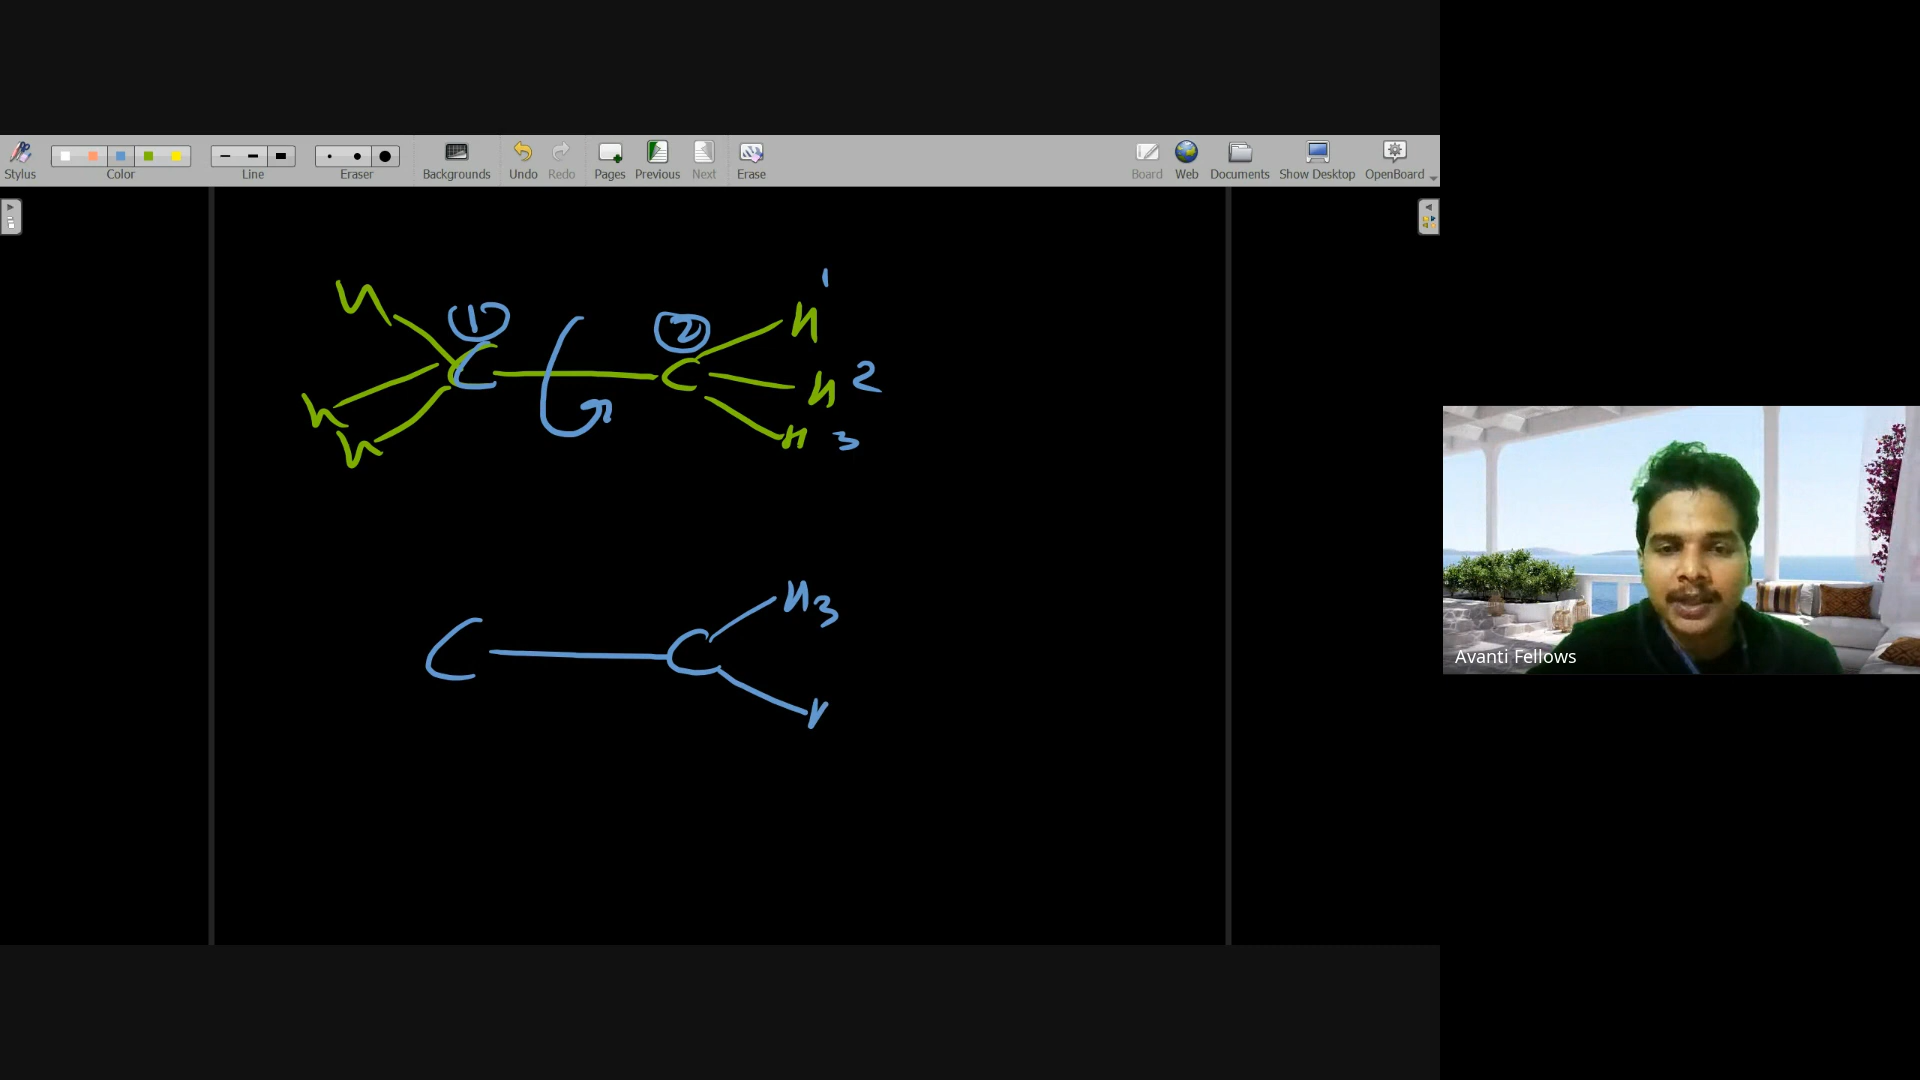 Stylus Color Line Eraser Backgrounds Undo Redo Pages Previous Next Erase Board Web Documents Show Desktop OpenBoard
H 1 2 H 1
C C H 2
H H H 3
C C H3
H
Avanti Fellows